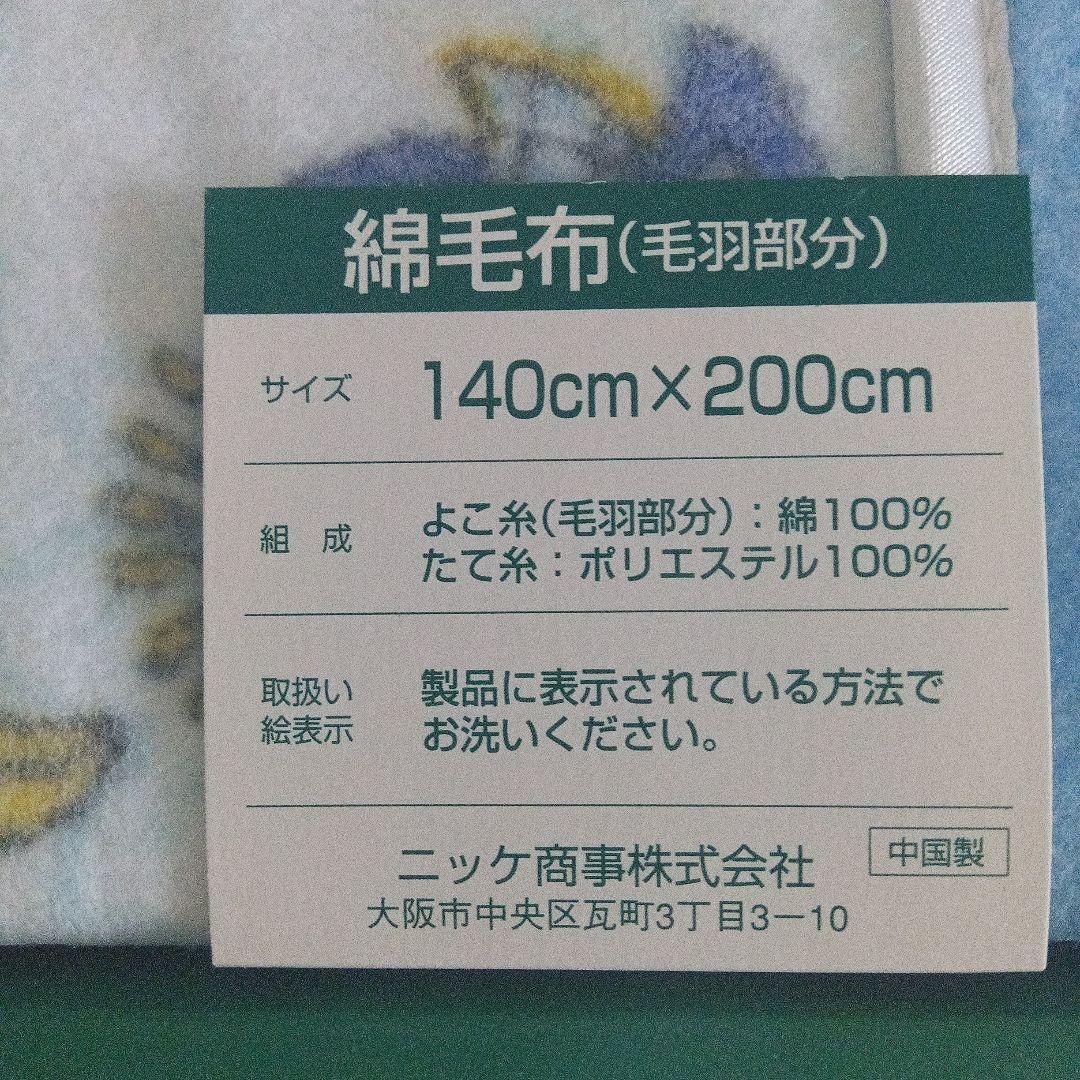 綿毛布(毛羽部分)
サイズ 140cm×200cm
組 成 よこ糸(毛羽部分):綿100%
たて糸:ポリエステル100%
取扱い 製品に表示されている方法で
絵表示 お洗いください。
ニッケ商事株式会社 中国製
大阪市中央区瓦町3丁目3ー10